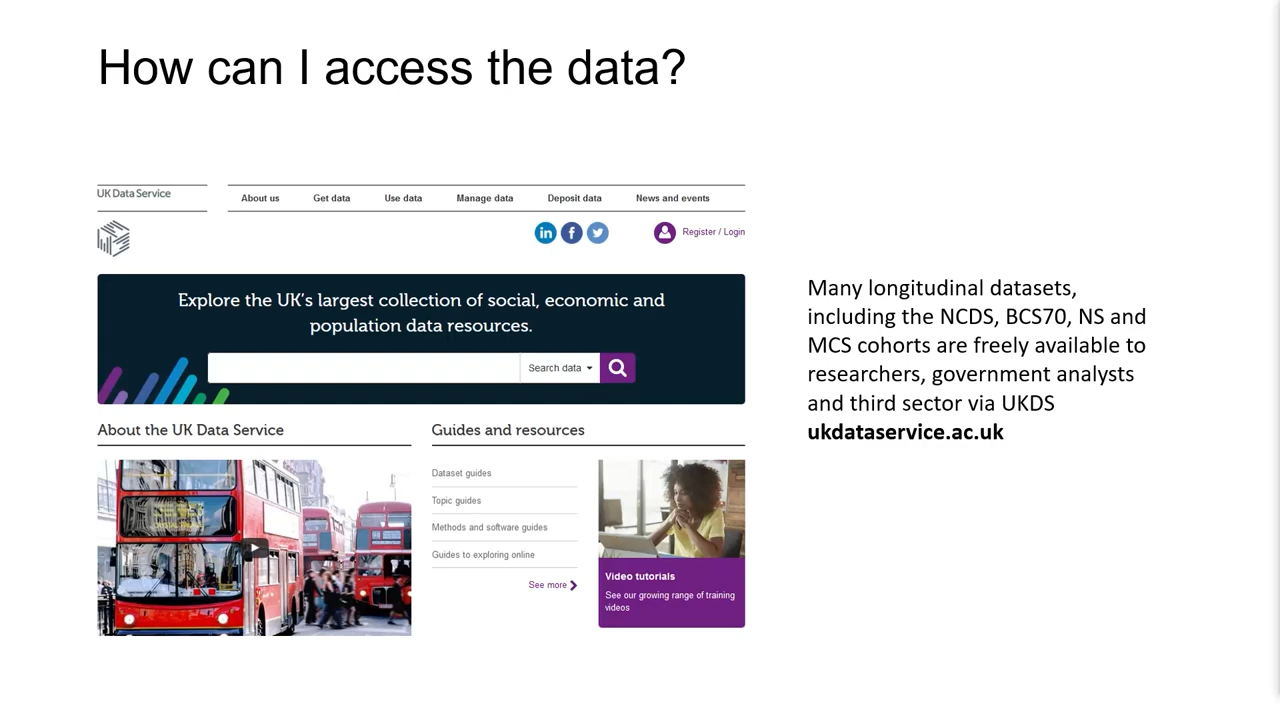 How can I access the data?
UK Data Service
About us
Get data
Use data
Manage data
Deposit data
News and events
in
f
Register / Login
Explore the UK's largest collection of social, economic and
population data resources.
Search data
About the UK Data Service
Guides and resources
Dataset guides
Topic guides
Methods and software guides
Guides to exploring online
See more
Video tutorials
See our growing range of training
videos
Many longitudinal datasets,
including the NCDS, BCS70, NS and
MCS cohorts are freely available to
researchers, government analysts
and third sector via UKDS
ukdataservice.ac.uk